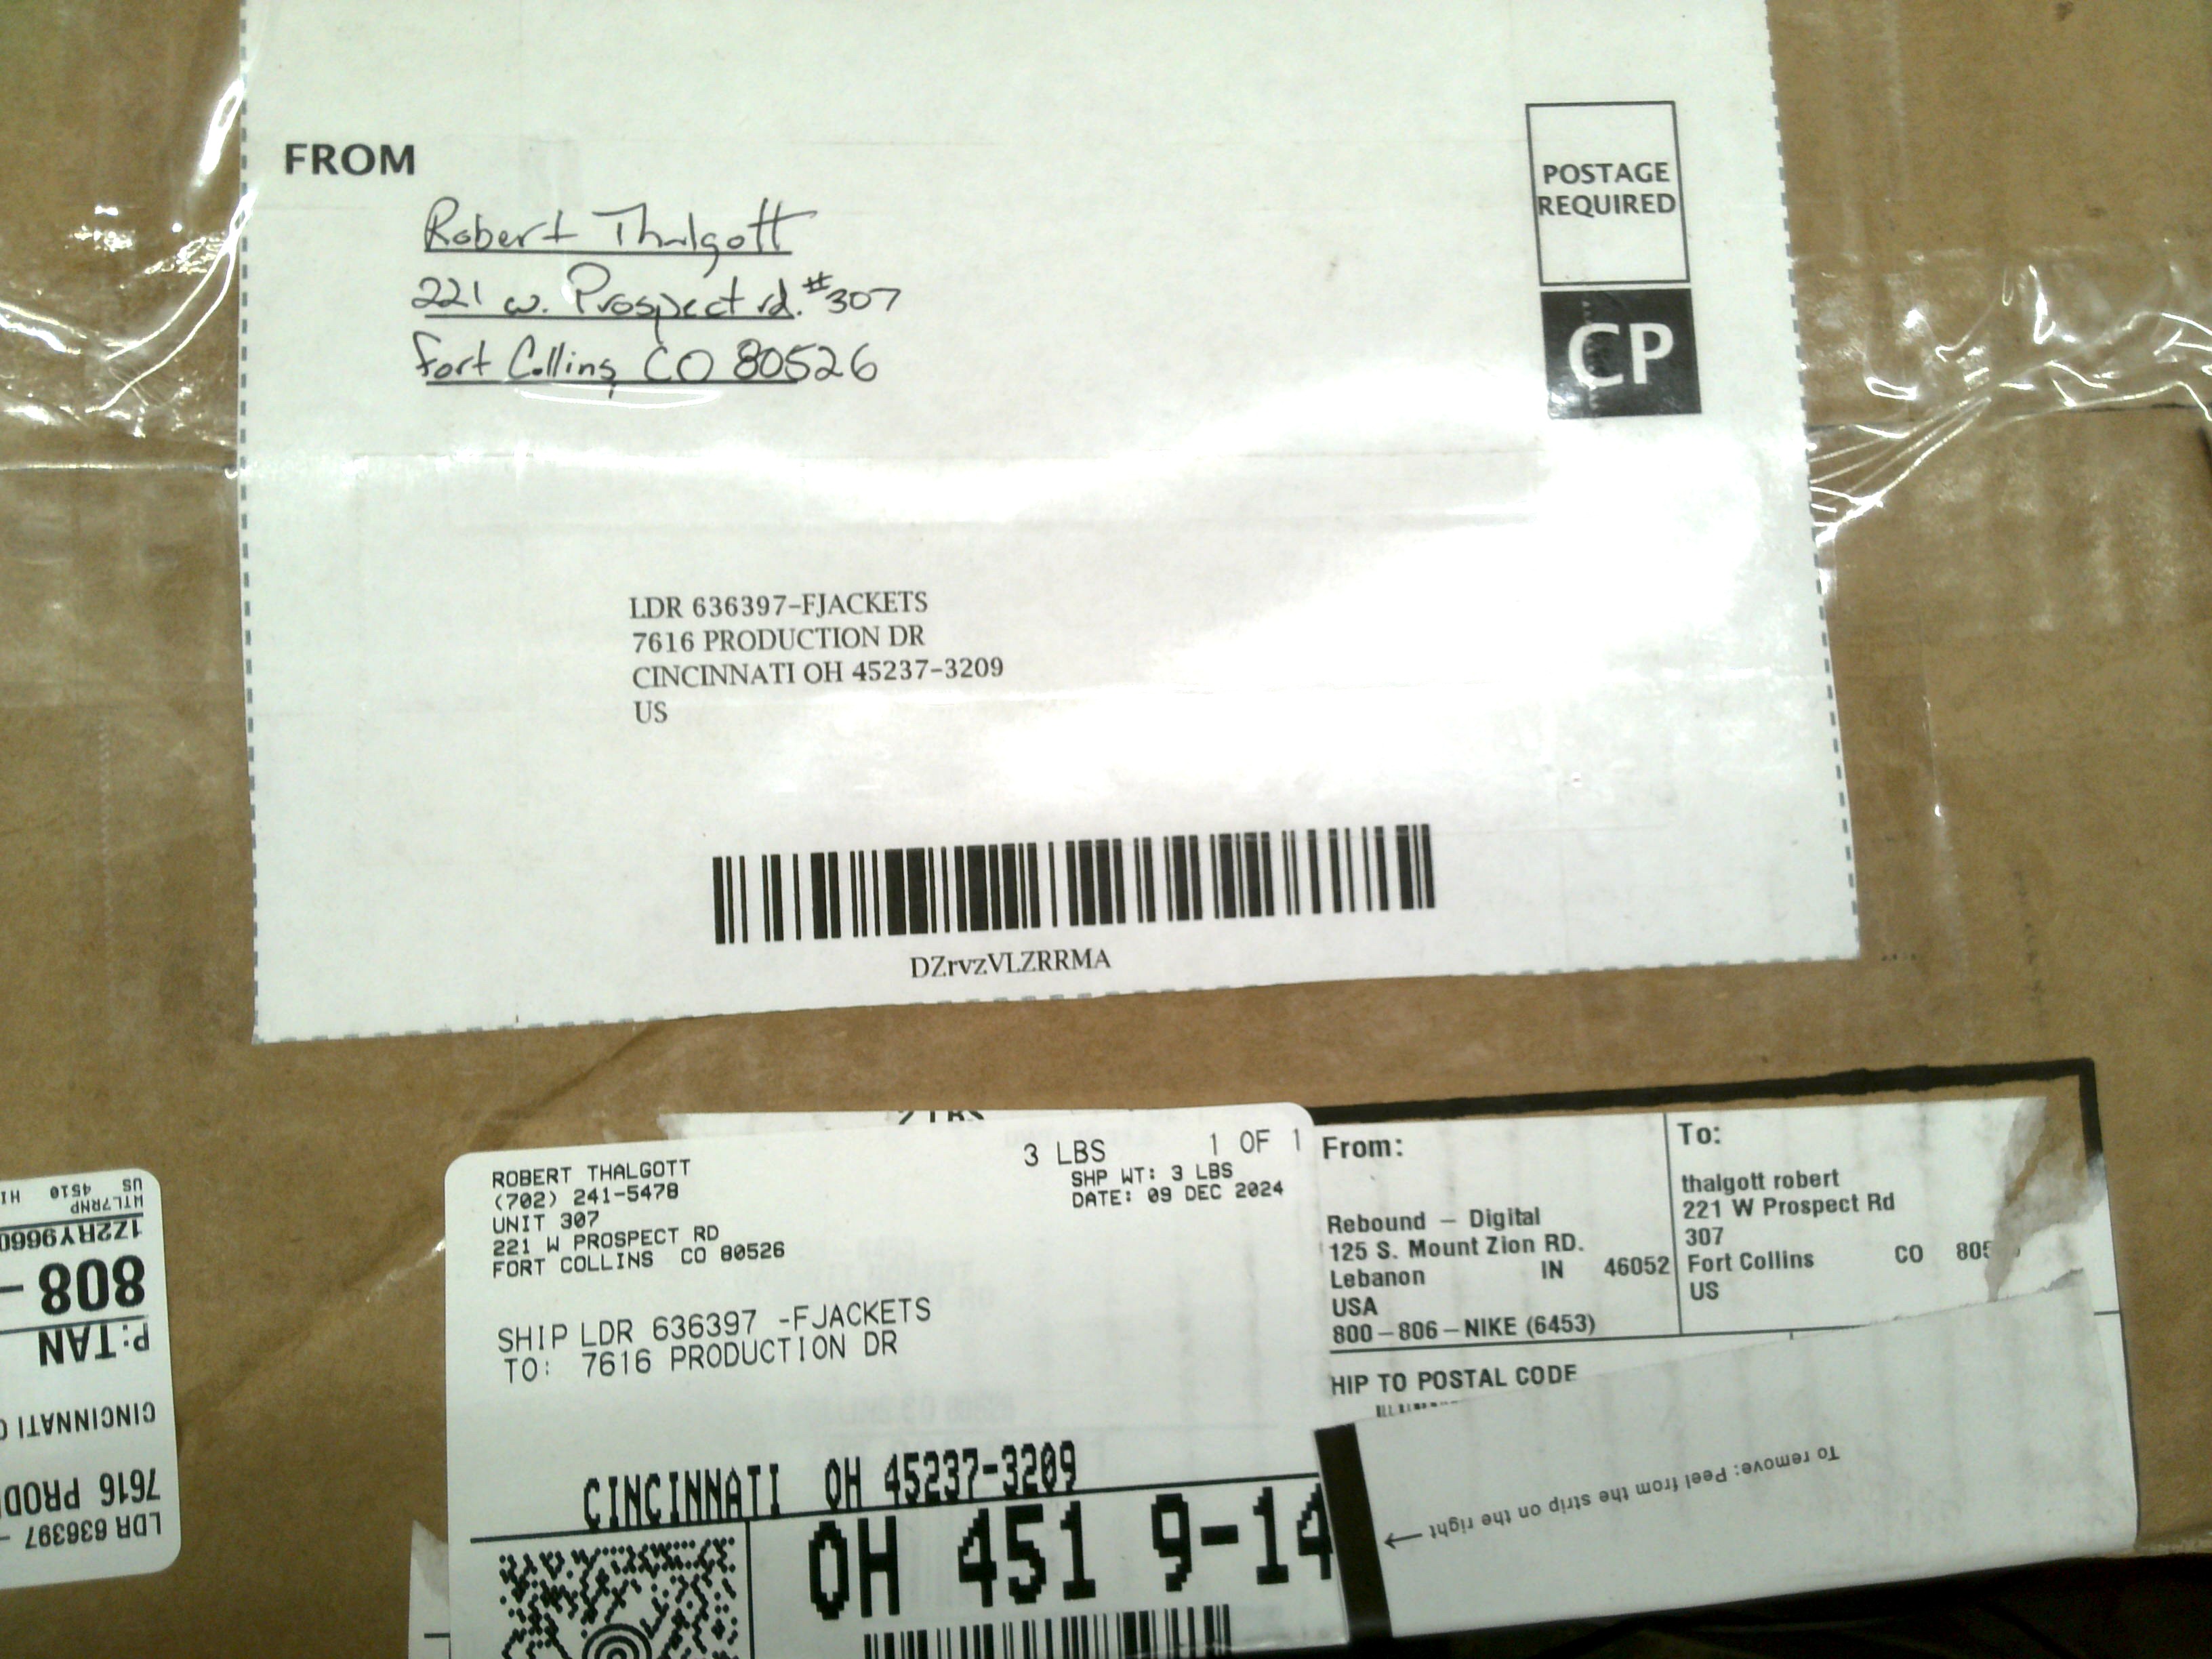 FROM
Robert Thalgott
221 w. Prospect rd. #307
Fort Collins, CO 80526
POSTAGE
REQUIRED
CP
LDR 636397-FJACKETS
7616 PRODUCTION DR
CINCINNATI OH 45237-3209
US
DZrvzVLZRRMA
ROBERT THALGOTT
(702) 241-5478
UNIT 307
221 W PROSPECT RD
FORT COLLINS CO 80526
3 LBS 1 OF 1
SHP WT: 3 LBS
DATE: 09 DEC 2024
SHIP LDR 636397 -FJACKETS
TO: 7616 PRODUCTION DR
CINCINNATI OH 45237-3209
OH 451 9-14
From:
Rebound - Digital
125 S. Mount Zion RD.
Lebanon IN 46052
USA
800-806-NIKE (6453)
To:
thalgott robert
221 W Prospect Rd
307
Fort Collins CO
US
HIP TO POSTAL CODE
To remove: Peel from the strip on the right
LDR 636397
7616 PROD
CINCINNATI
P: TAN
808-
1Z2RY9660
WTL7RNP
US 4510 HI